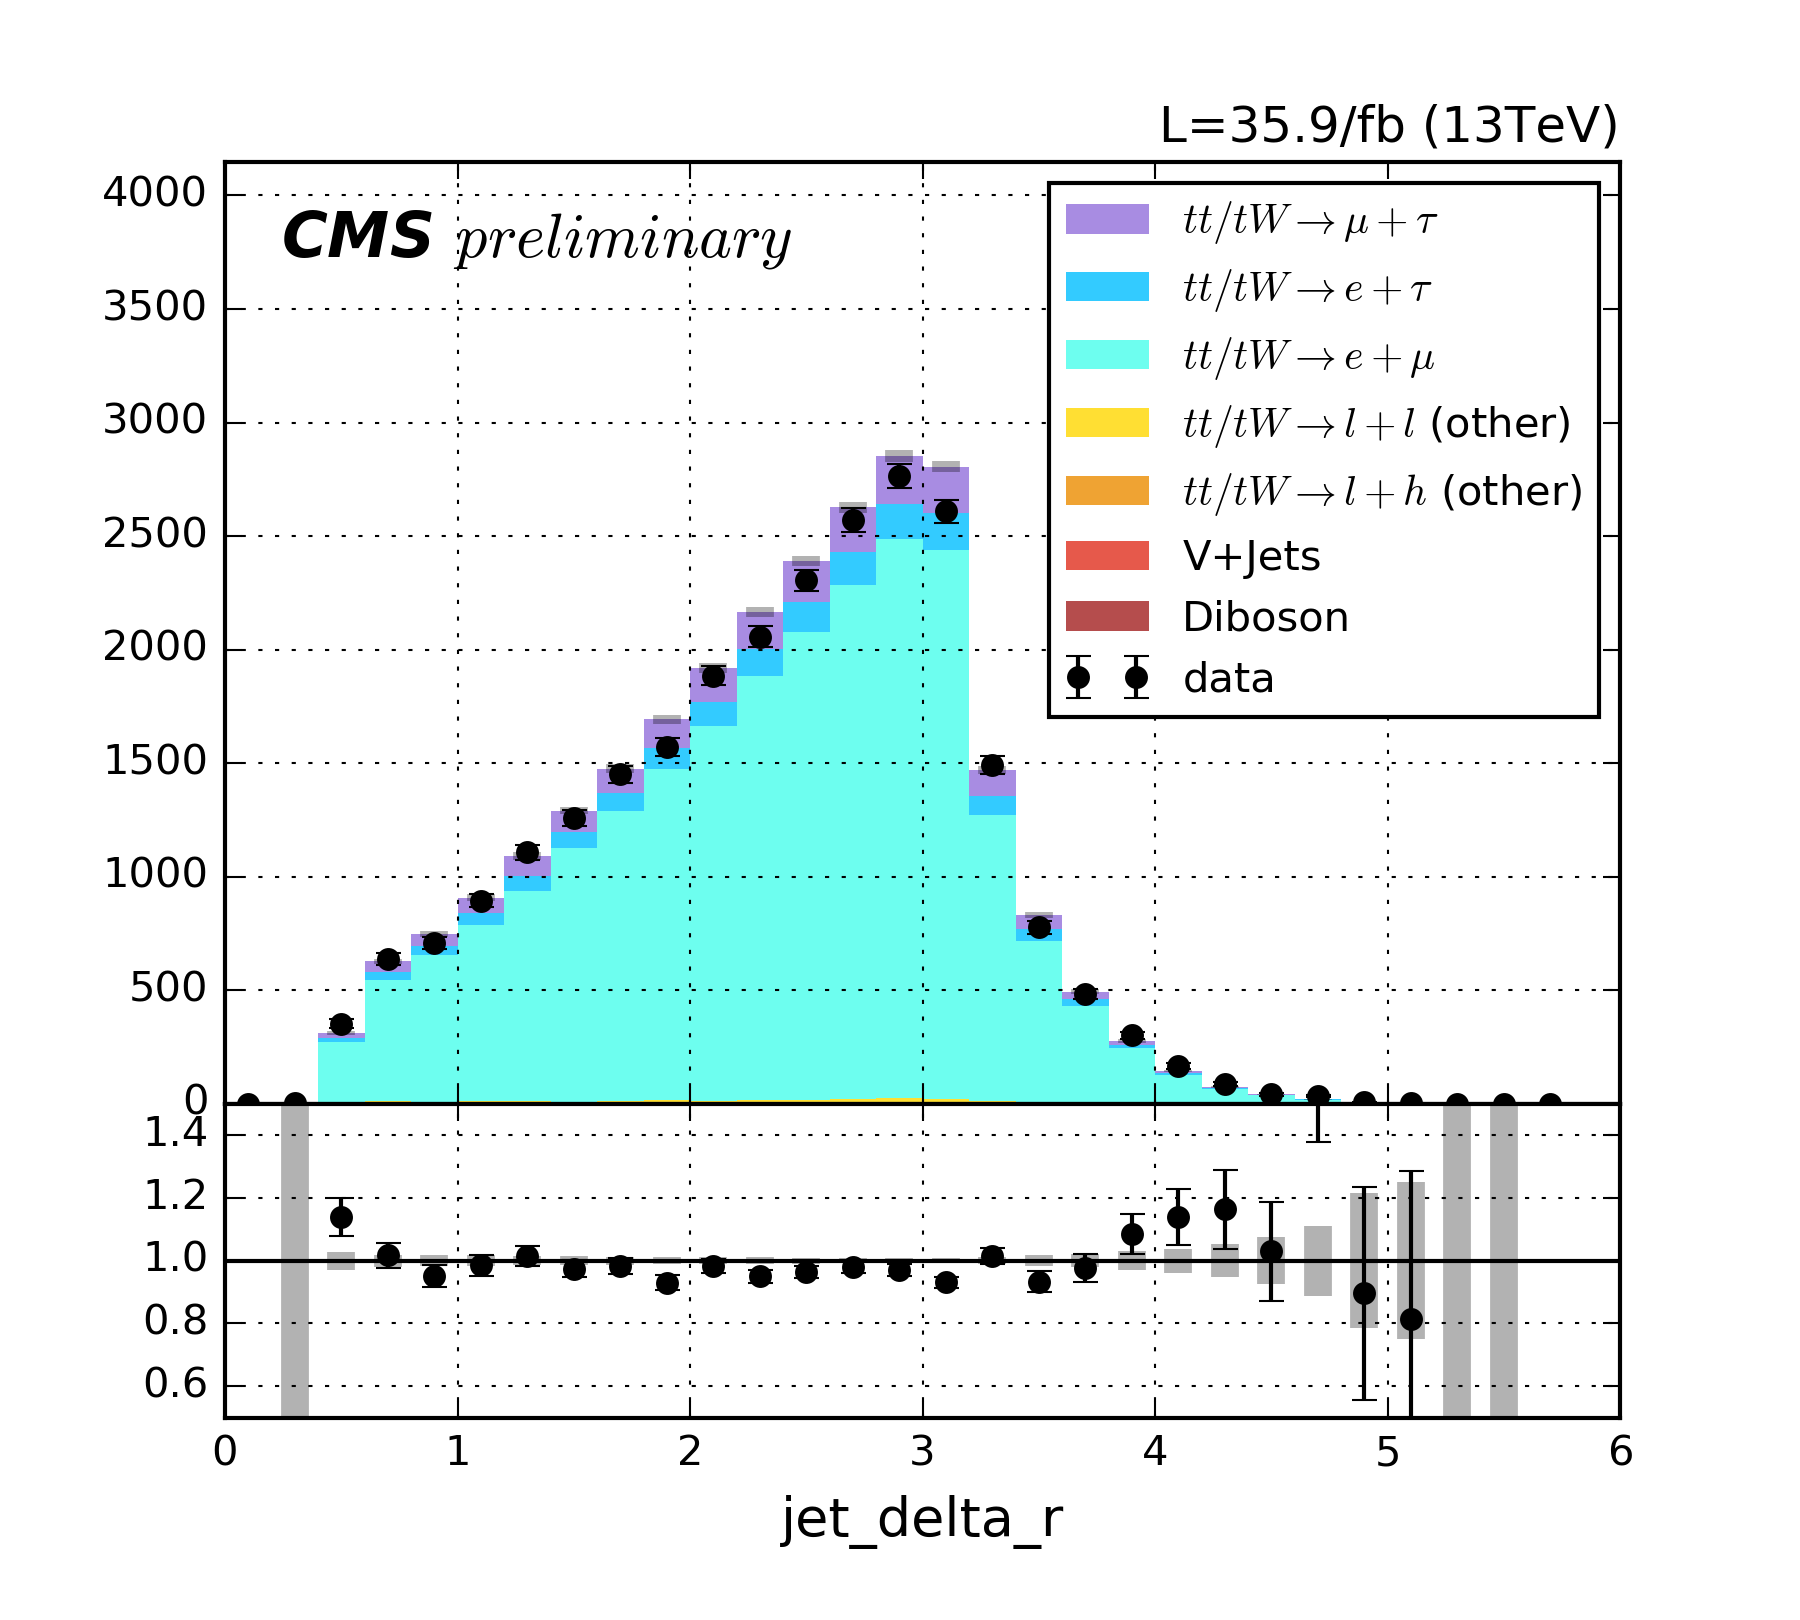 L=35.9/fb (13TeV)
CMS preliminary
4000
3500
3000
2500
2000
1500
1000
500
0
tt/tW→μ+τ
tt/tW→e+τ
tt/tW→e+μ
tt/tW→l+l (other)
tt/tW→l+h (other)
V+Jets
Diboson
data
1.4
1.2
1.0
0.8
0.6
0 1 2 3 4 5 6
jet_delta_r